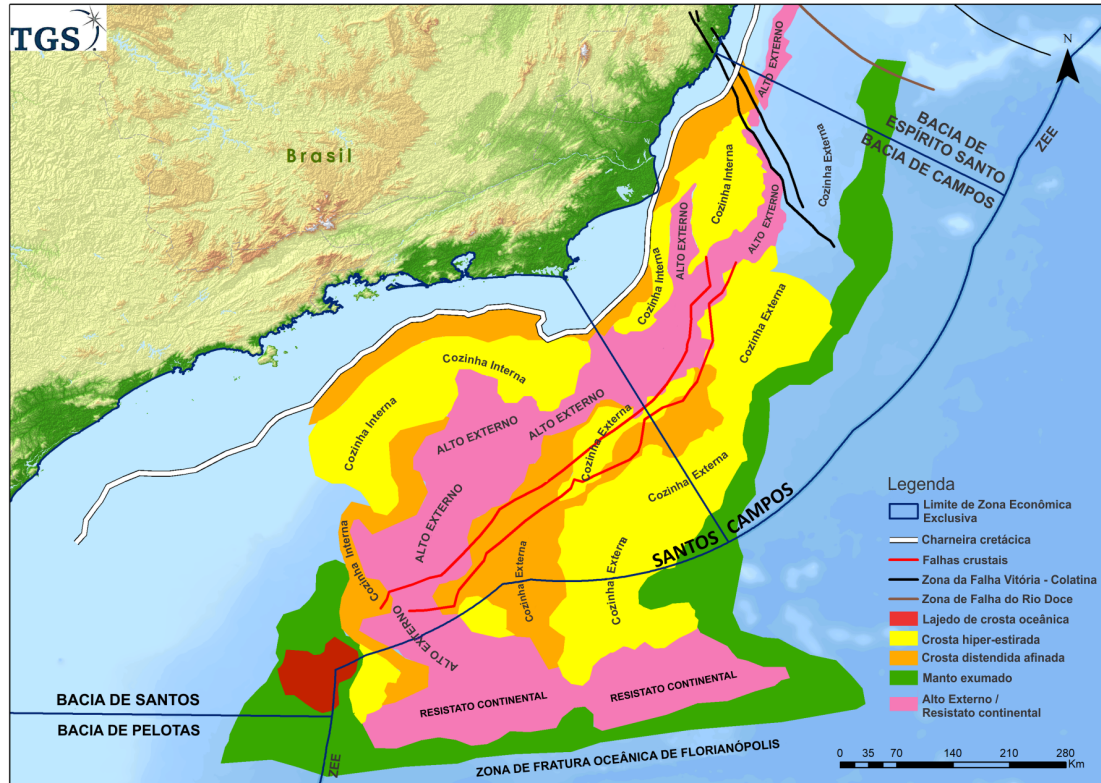 TGS
N
Brasil
ALTO EXTERNO
BACIA DE
ESPÍRITO SANTO
BACIA DE CAMPOS
ZEE
Cozinha Externa
Cozinha Interna
ALTO EXTERNO
ALTO EXTERNO
Cozinha Interna
Cozinha Externa
Cozinha Interna
Cozinha Interna
ALTO EXTERNO
ALTO EXTERNO
Cozinha Externa
Cozinha Externa
ALTO EXTERNO
SANTOS
CAMPOS
Cozinha Interna
Cozinha Interna
Cozinha Externa
Cozinha Externa
ALTO EXTERNO
RESISTATO CONTINENTAL
RESISTATO CONTINENTAL
BACIA DE SANTOS
BACIA DE PELOTAS
ZEE
ZONA DE FRATURA OCEÂNICA DE FLORIANÓPOLIS
Legenda
Limite de Zona Econômica
Exclusiva
Charneira cretácica
Falhas crustais
Zona da Falha Vitória - Colatina
Zona de Falha do Rio Doce
Lajedo de crosta oceânica
Crosta hiper-estirada
Crosta distendida afinada
Manto exumado
Alto Externo /
Resistato continental
0 35 70 140 210 280
Km